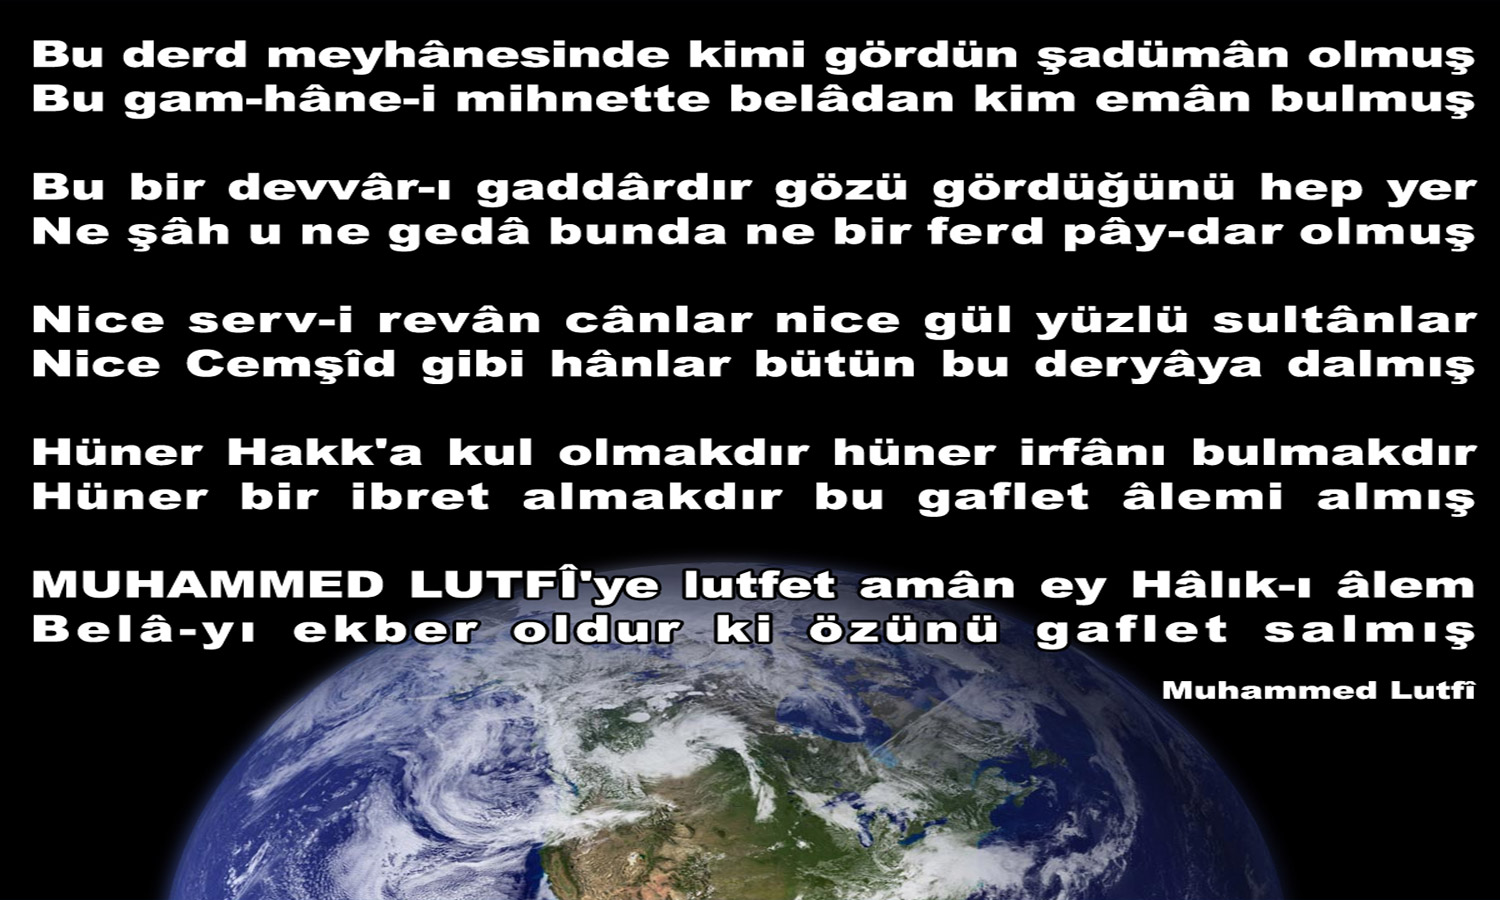 Bu derd meyhânesinde kimi gördün şadümân olmuş
Bu gam-hâne-i mihnette belâdan kim emân bulmuş
Bu bir devvâr-ı gaddârdır gözü gördüğünü hep yer
Ne şâh u ne gedâ bunda ne bir ferd pây-dar olmuş
Nice serv-i revân cânlar nice gül yüzlü sultânlar
Nice Cemşîd gibi hânlar bütün bu deryâya dalmış
Hüner Hakk'a kul olmakdır hüner irfânı bulmakdır
Hüner bir ibret almakdır bu gaflet âlemi almış
MUHAMMED LUTFÎ'ye lutfet amân ey Hâlık-ı âlem
Belâ-yı ekber oldur ki özünü gaflet salmış
Muhammed Lutfî